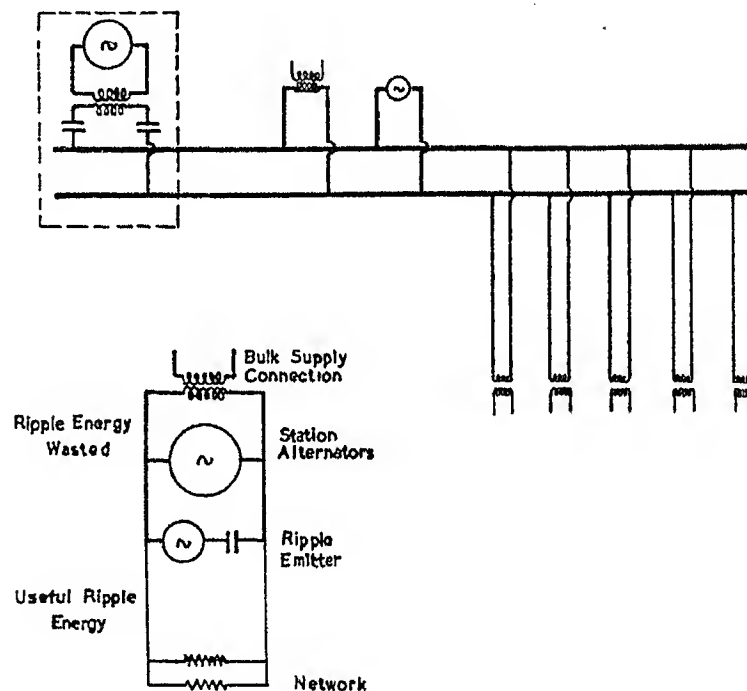 Bulk Supply
Connection
Ripple Energy
Wasted
Station
Alternators
Ripple
Emitter
Useful Ripple
Energy
Network